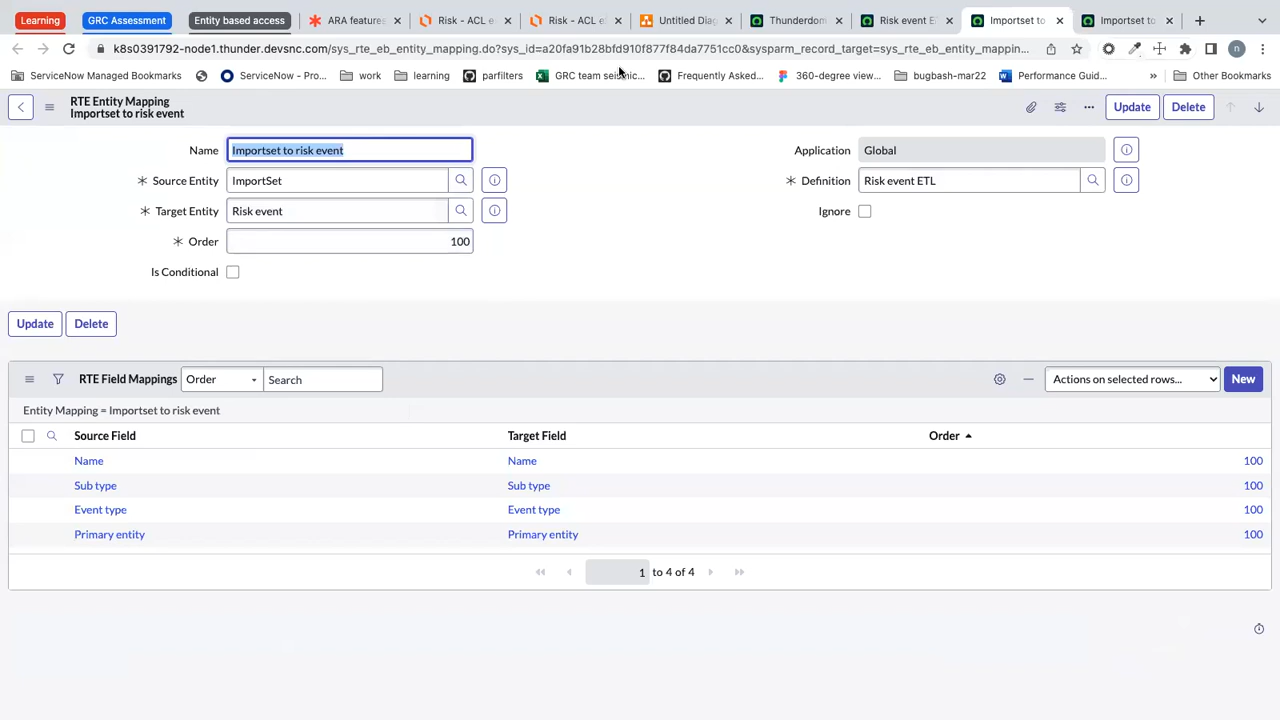 Learning
GRC Assessment
Entity based access
ARA features
Risk - ACL e
Risk - ACL e
Untitled Diag
Thunderdom
Risk event E
Importset to
Importset to
k8s0391792-node1.thunder.devsnc.com/sys_rte_eb_entity_mapping.do?sys_id=a20fa91b28bfd910f877f84da7751cc0&sysparm_record_target=sys_rte_eb_entity_mappin...
n
ServiceNow Managed Bookmarks
ServiceNow - Pro...
work
learning
parfilters
GRC team seismic...
Frequently Asked...
360-degree view...
bugbash-mar22
Performance Guid...
»
Other Bookmarks
RTE Entity Mapping
Importset to risk event
Update
Delete
Name
Importset to risk event
Application
Global
Source Entity
ImportSet
Definition
Risk event ETL
Target Entity
Risk event
Ignore
Order
100
Is Conditional
Update
Delete
RTE Field Mappings
Order
Search
Actions on selected rows...
New
Entity Mapping = Importset to risk event
Source Field
Target Field
Order
Name
Name
100
Sub type
Sub type
100
Event type
Event type
100
Primary entity
Primary entity
100
1 to 4 of 4